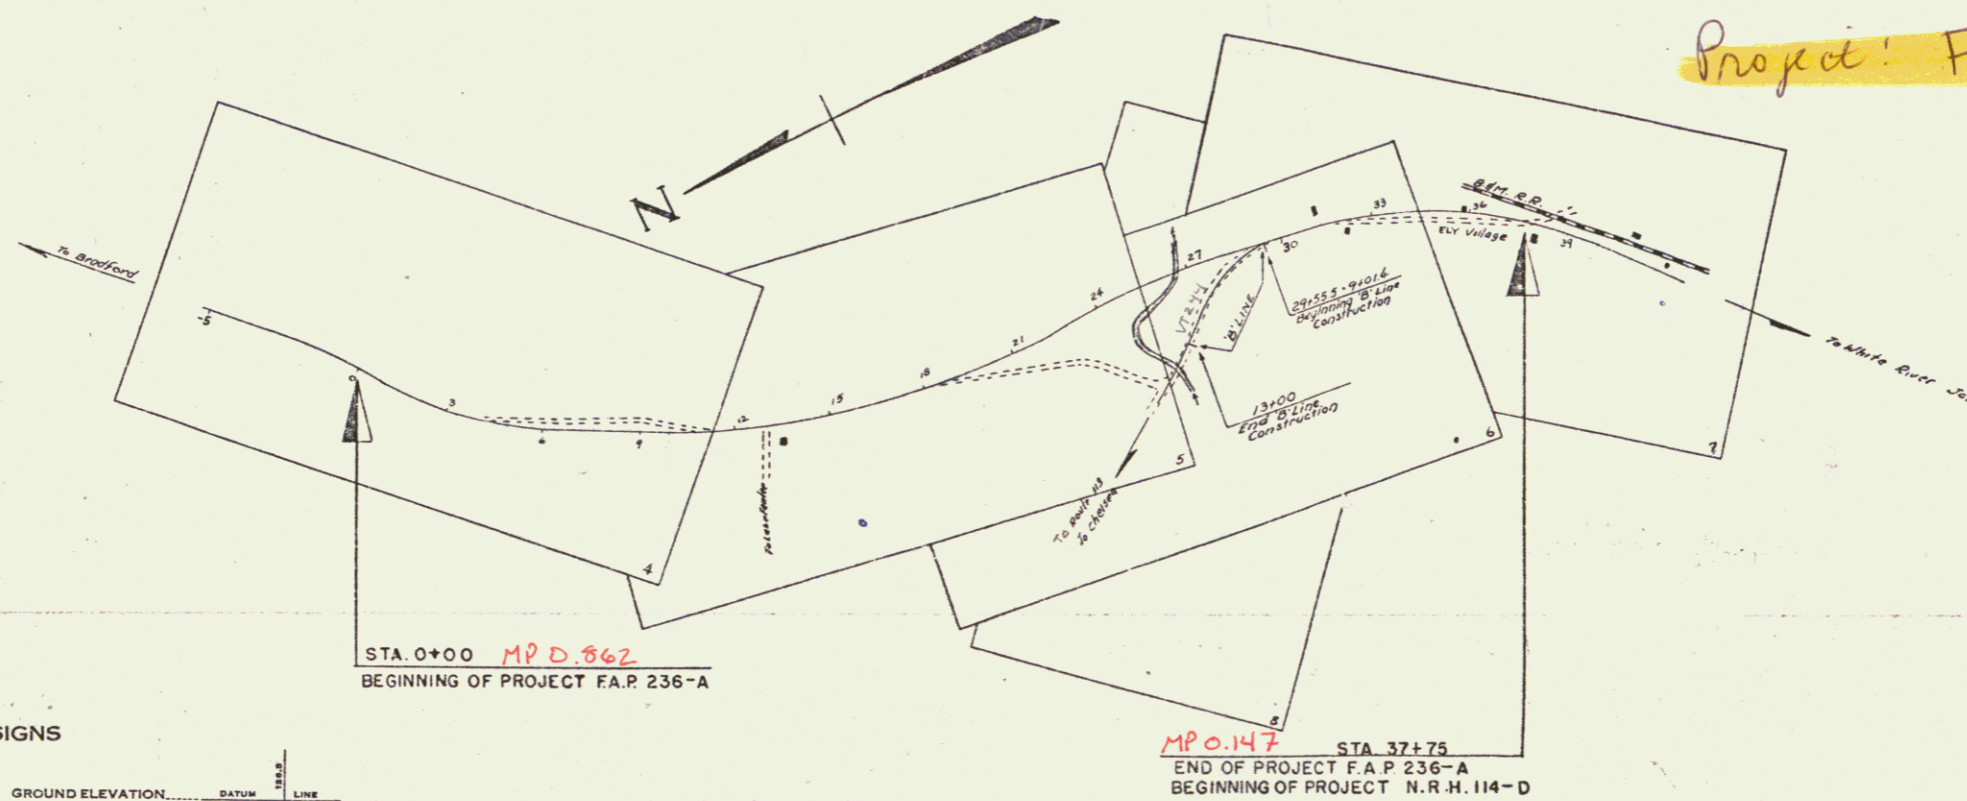 Project: F
N
To Bradford
-5
0
3
6
9
12
15
18
21
24
27
30
33
36
39
B&M. R.R.
ELY Village
VT244
'B' LINE
29+55.5 = 9+01.6
Beginning 'B' Line
Construction
13+00
End 'B' Line
Construction
To White River
To Route 113
To Chelsea
4
5
6
7
8
STA. 0+00 MP 0.862
BEGINNING OF PROJECT F.A.P. 236-A
MP 0.147 STA. 37+75
END OF PROJECT F.A.P. 236-A
BEGINNING OF PROJECT N.R.H. 114-D
SIGNS
GROUND ELEVATION DATUM LINE